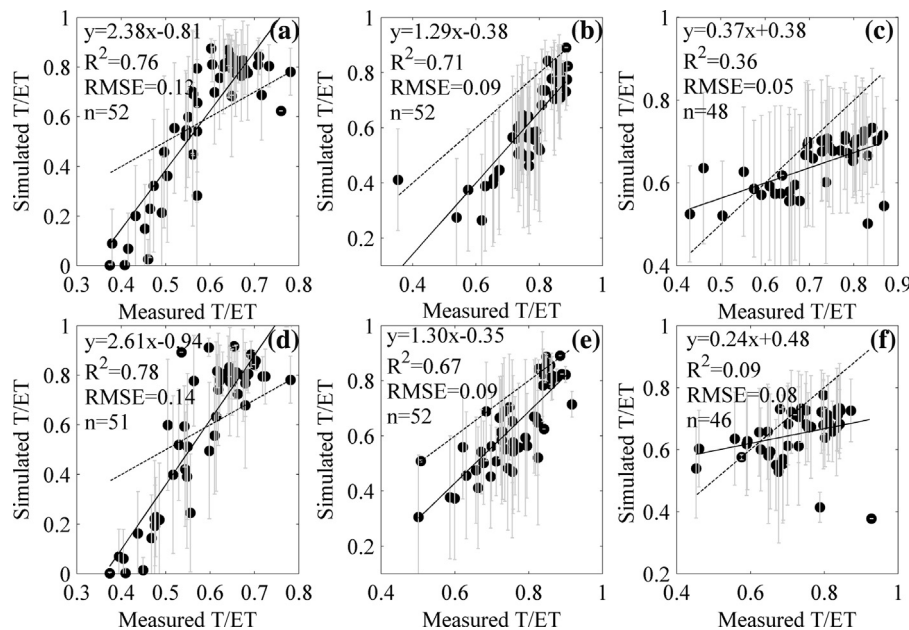 y=2.38x-0.81 (a)
R²=0.76
RMSE=0.13
n=52
Simulated T/ET
1
0.8
0.6
0.4
0.2
0
0.3 0.4 0.5 0.6 0.7 0.8
Measured T/ET
y=1.29x-0.38 (b)
R²=0.71
RMSE=0.09
n=52
Simulated T/ET
1
0.8
0.6
0.4
0.2
0.4 0.6 0.8 1
Measured T/ET
y=0.37x+0.38
(c)
R²=0.36
RMSE=0.05
n=48
Simulated T/ET
1
0.8
0.6
0.4
0.4 0.5 0.6 0.7 0.8 0.9
Measured T/ET
y=2.61x-0.94
(d)
R²=0.78
RMSE=0.14
n=51
Simulated T/ET
1
0.8
0.6
0.4
0.2
0
0.3 0.4 0.5 0.6 0.7 0.8
Measured T/ET
y=1.30x-0.35
(e)
R²=0.67
RMSE=0.09
n=52
Simulated T/ET
1
0.8
0.6
0.4
0.2
0.4 0.6 0.8 1
Measured T/ET
y=0.24x+0.48
(f)
R²=0.09
RMSE=0.08
n=46
Simulated T/ET
1
0.8
0.6
0.4
0.2
0.4 0.6 0.8 1
Measured T/ET